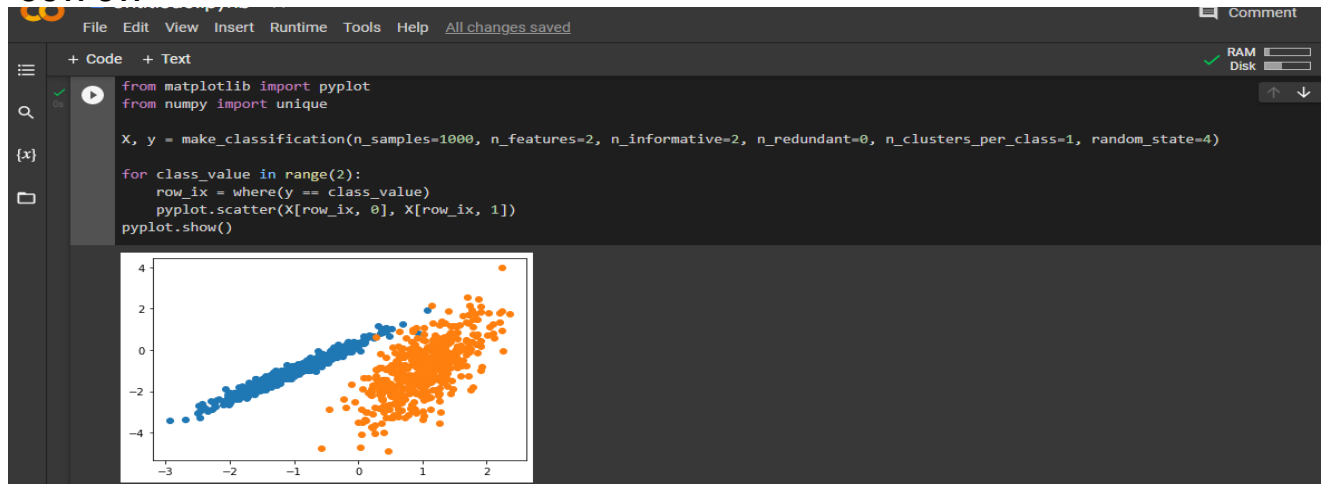 File Edit View Insert Runtime Tools Help All changes saved
Comment
+ Code + Text
RAM
Disk
0s
from matplotlib import pyplot
from numpy import unique
X, y = make_classification(n_samples=1000, n_features=2, n_informative=2, n_redundant=0, n_clusters_per_class=1, random_state=4)
{x}
for class_value in range(2):
row_ix = where(y == class_value)
pyplot.scatter(X[row_ix, 0], X[row_ix, 1])
pyplot.show()
4
2
0
−2
−4
−3 −2 −1 0 1 2